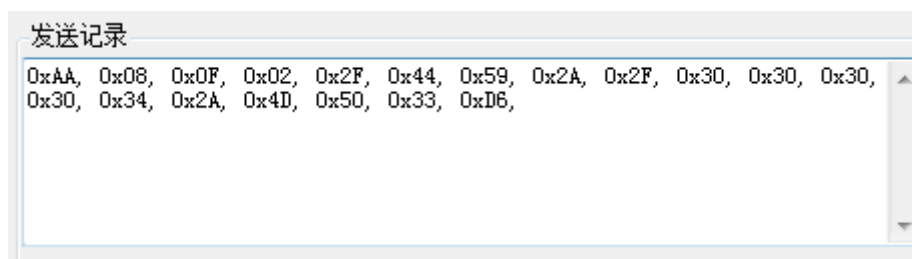 发送记录
0xAA, 0x08, 0x0F, 0x02, 0x2F, 0x44, 0x59, 0x2A, 0x2F, 0x30, 0x30, 0x30,
0x30, 0x34, 0x2A, 0x4D, 0x50, 0x33, 0xD6,